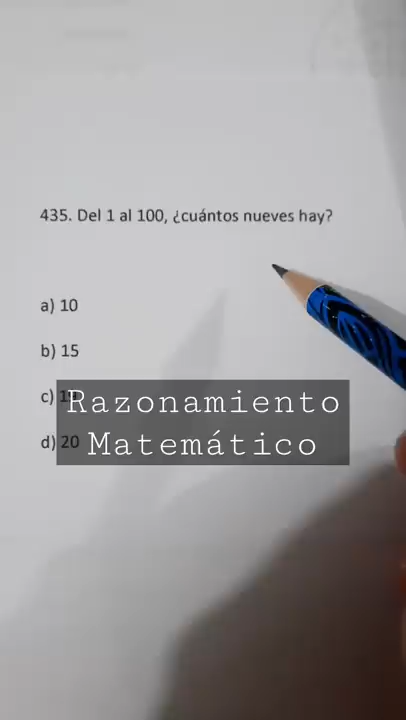 435. Del 1 al 100, ¿cuántos nueves hay?
a) 10
b) 15
c)
Razonamiento
Matemático
d) 20